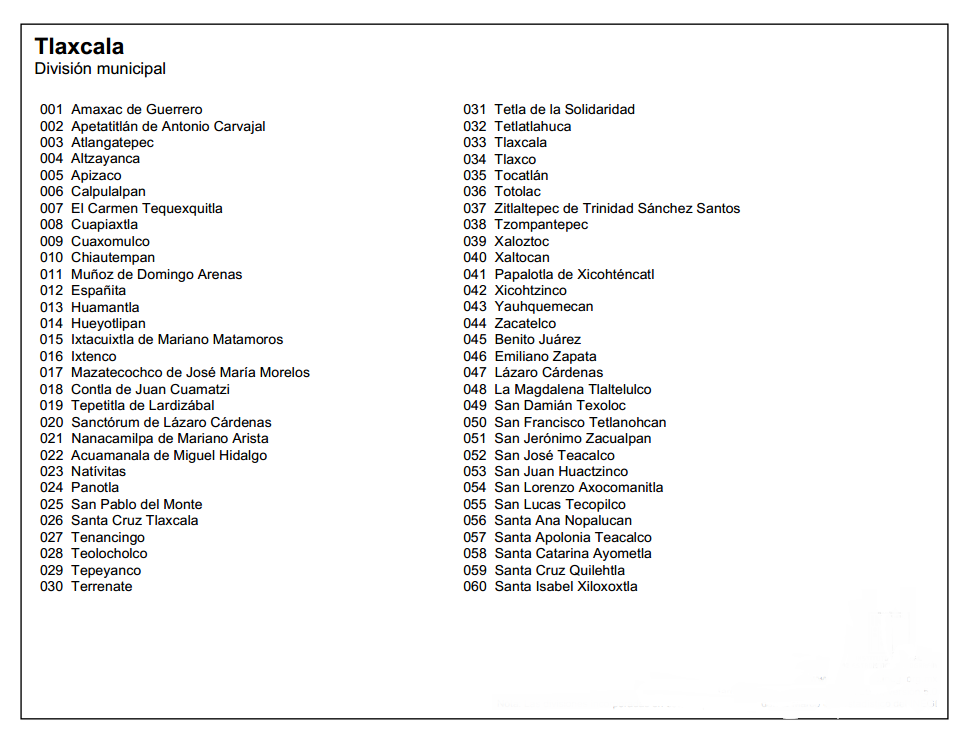 Tlaxcala
División municipal
001 Amaxac de Guerrero
002 Apetatitlán de Antonio Carvajal
003 Atlangatepec
004 Altzayanca
005 Apizaco
006 Calpulalpan
007 El Carmen Tequexquitla
008 Cuapiaxtla
009 Cuaxomulco
010 Chiautempan
011 Muñoz de Domingo Arenas
012 Españita
013 Huamantla
014 Hueyotlipan
015 Ixtacuixtla de Mariano Matamoros
016 Ixtenco
017 Mazatecochco de José María Morelos
018 Contla de Juan Cuamatzi
019 Tepetitla de Lardizábal
020 Sanctórum de Lázaro Cárdenas
021 Nanacamilpa de Mariano Arista
022 Acuamanala de Miguel Hidalgo
023 Natívitas
024 Panotla
025 San Pablo del Monte
026 Santa Cruz Tlaxcala
027 Tenancingo
028 Teolocholco
029 Tepeyanco
030 Terrenate
031 Tetla de la Solidaridad
032 Tetlatlahuca
033 Tlaxcala
034 Tlaxco
035 Tocatlán
036 Totolac
037 Zitlaltepec de Trinidad Sánchez Santos
038 Tzompantepec
039 Xaloztoc
040 Xaltocan
041 Papalotla de Xicohténcatl
042 Xicohtzinco
043 Yauhquemecan
044 Zacatelco
045 Benito Juárez
046 Emiliano Zapata
047 Lázaro Cárdenas
048 La Magdalena Tlaltelulco
049 San Damián Texoloc
050 San Francisco Tetlanohcan
051 San Jerónimo Zacualpan
052 San José Teacalco
053 San Juan Huactzinco
054 San Lorenzo Axocomanitla
055 San Lucas Tecopilco
056 Santa Ana Nopalucan
057 Santa Apolonia Teacalco
058 Santa Catarina Ayometla
059 Santa Cruz Quilehtla
060 Santa Isabel Xiloxoxtla